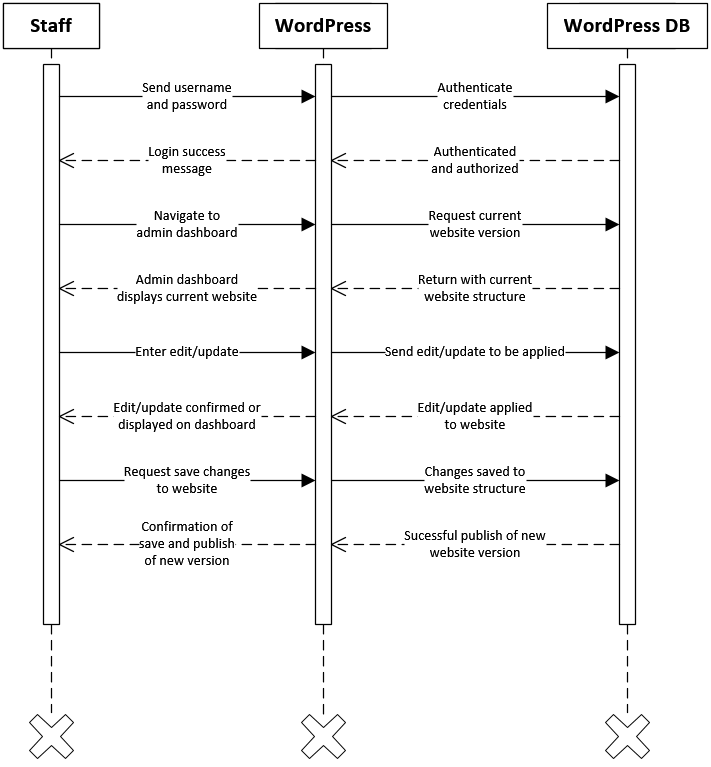 Staff
WordPress
WordPress DB
Send username
and password
Authenticate
credentials
Login success
message
Authenticated
and authorized
Navigate to
admin dashboard
Request current
website version
Admin dashboard
displays current website
Return with current
website structure
Enter edit/update
Send edit/update to be applied
Edit/update confirmed or
displayed on dashboard
Edit/update applied
to website
Request save changes
to website
Changes saved to
website structure
Confirmation of
save and publish
of new version
Sucessful publish of new
website version